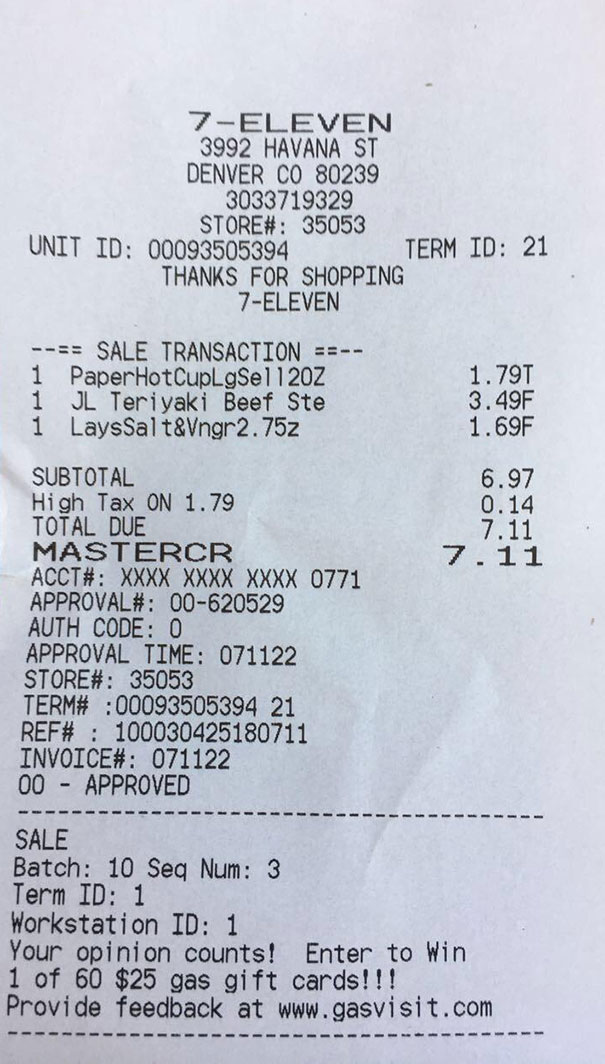 7-ELEVEN
3992 HAVANA ST
DENVER CO 80239
3033719329
STORE#: 35053
UNIT ID: 00093505394 TERM ID: 21
THANKS FOR SHOPPING
7-ELEVEN
--== SALE TRANSACTION ==--
1 PaperHotCupLgSell20Z 1.79T
1 JL Teriyaki Beef Ste 3.49F
1 LaysSalt&Vngr2.75z 1.69F
SUBTOTAL 6.97
High Tax ON 1.79 0.14
TOTAL DUE 7.11
MASTERCR 7.11
ACCT#: XXXX XXXX XXXX 0771
APPROVAL#: 00-620529
AUTH CODE: 0
APPROVAL TIME: 071122
STORE#: 35053
TERM# :00093505394 21
REF# : 100030425180711
INVOICE#: 071122
00 - APPROVED
----------------------------------------
SALE
Batch: 10 Seq Num: 3
Term ID: 1
Workstation ID: 1
Your opinion counts! Enter to Win
1 of 60 $25 gas gift cards!!!
Provide feedback at www.gasvisit.com
----------------------------------------